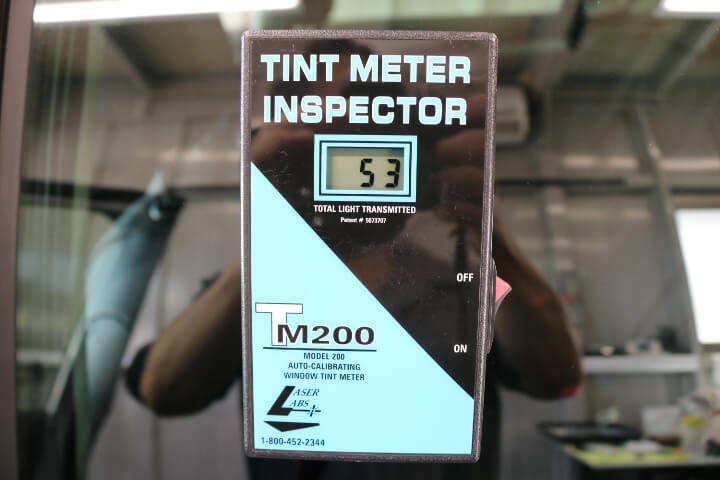 TINT METER
INSPECTOR
53
TOTAL LIGHT TRANSMITTED
Patent # 5673707
OFF
ON
TM200
MODEL 200
AUTO-CALIBRATING
WINDOW TINT METER
LASER
LABS
1-800-452-2344